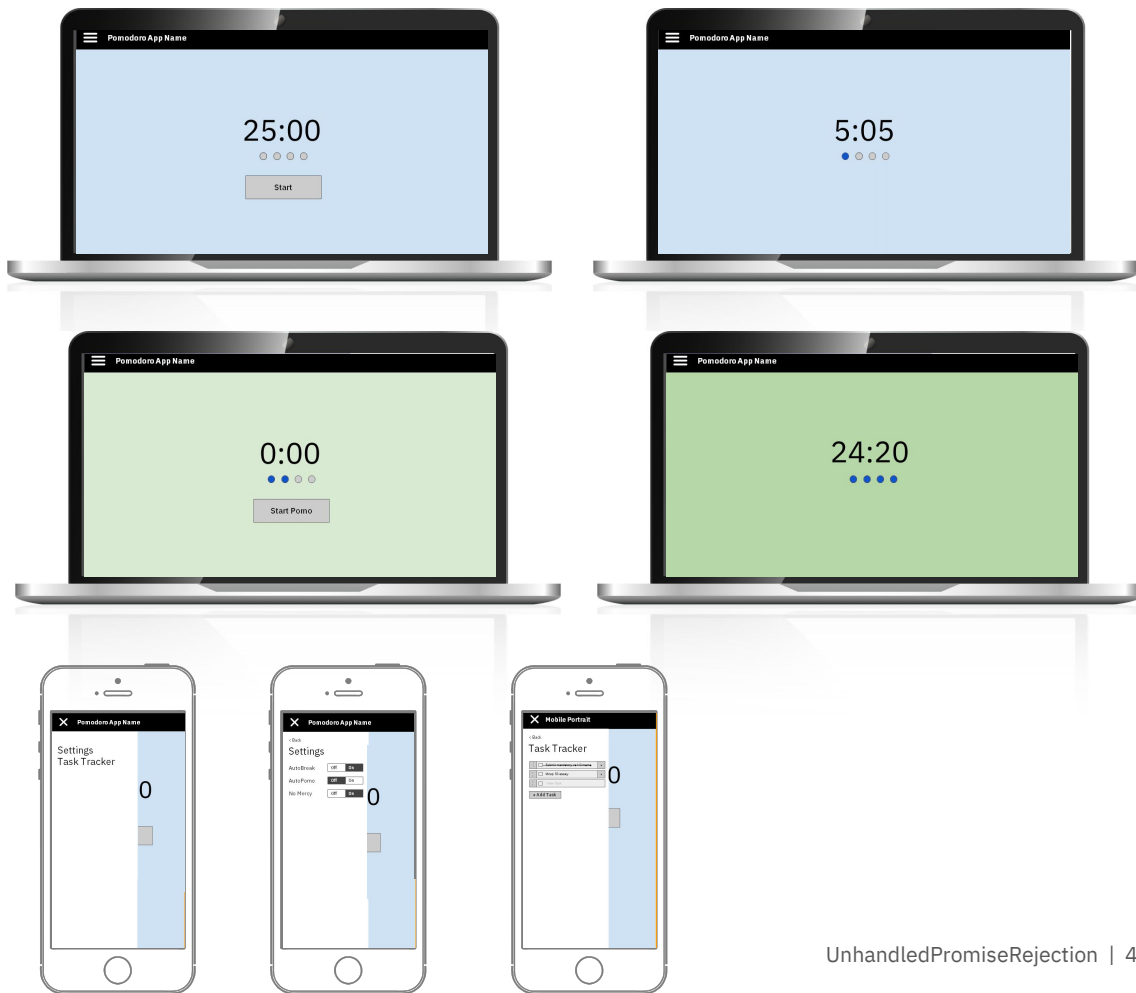 Pomodoro App Name
25:00
Start
Pomodoro App Name
5:05
Pomodoro App Name
0:00
Start Pomo
Pomodoro App Name
24:20
Pomodoro App Name
Settings
Task Tracker
0
Pomodoro App Name
< Back
Settings
AutoBreak Off On
AutoPomo Off On
No Mercy Off On
0
Mobile Portrait
< Back
Task Tracker
0
+ Add Task
UnhandledPromiseRejection | 4